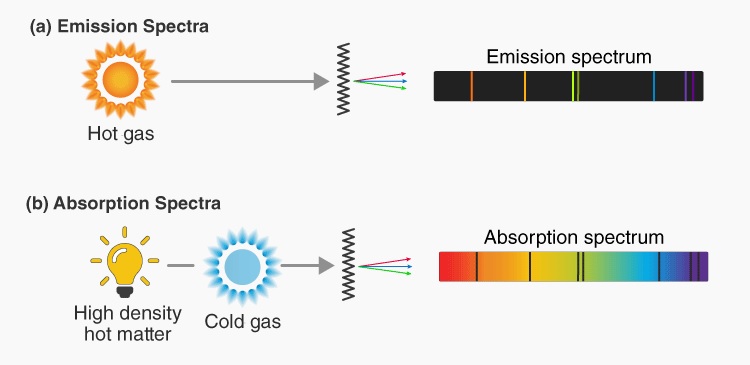 (a) Emission Spectra
Emission spectrum
Hot gas
(b) Absorption Spectra
Absorption spectrum
High density
hot matter
Cold gas